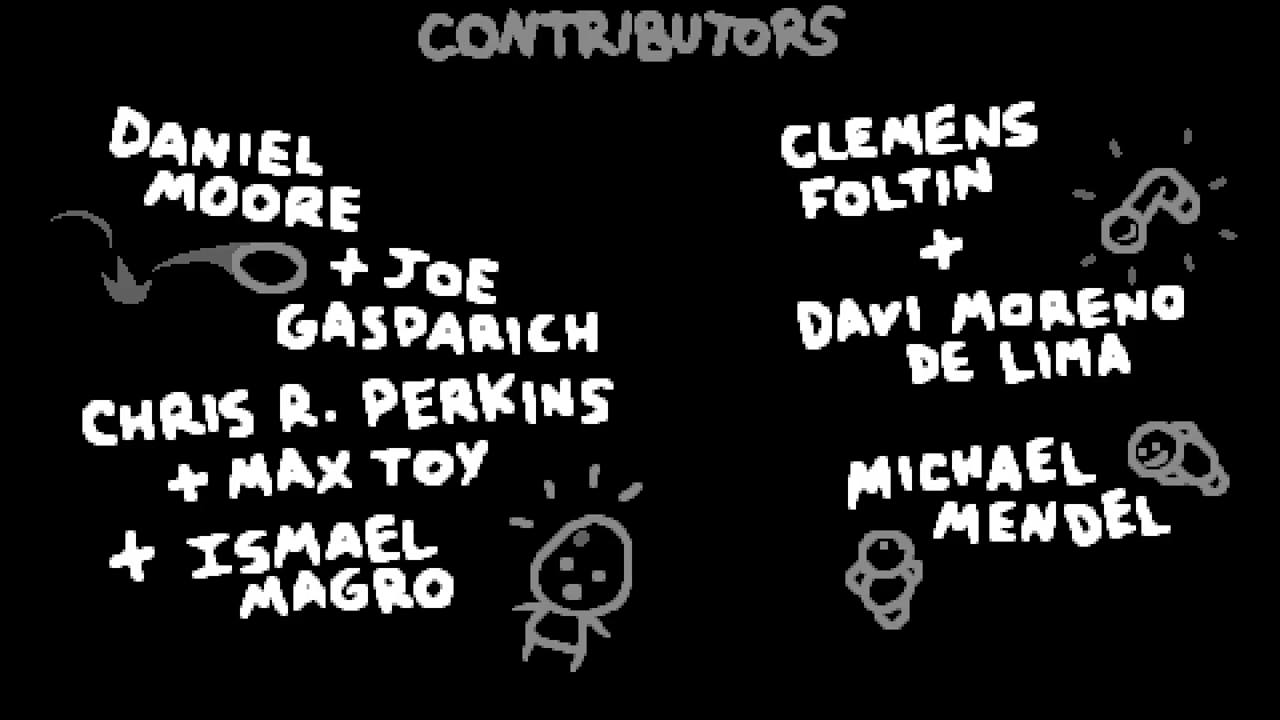 CONTRIBUTORS
DANIEL
MOORE
+ JOE
GASPARICH
CHRIS R. PERKINS
+ MAX TOY
+ ISMAEL
MAGRO
CLEMENS
FOLTIN
+
DAVI MORENO
DE LIMA
MICHAEL
MENDEL